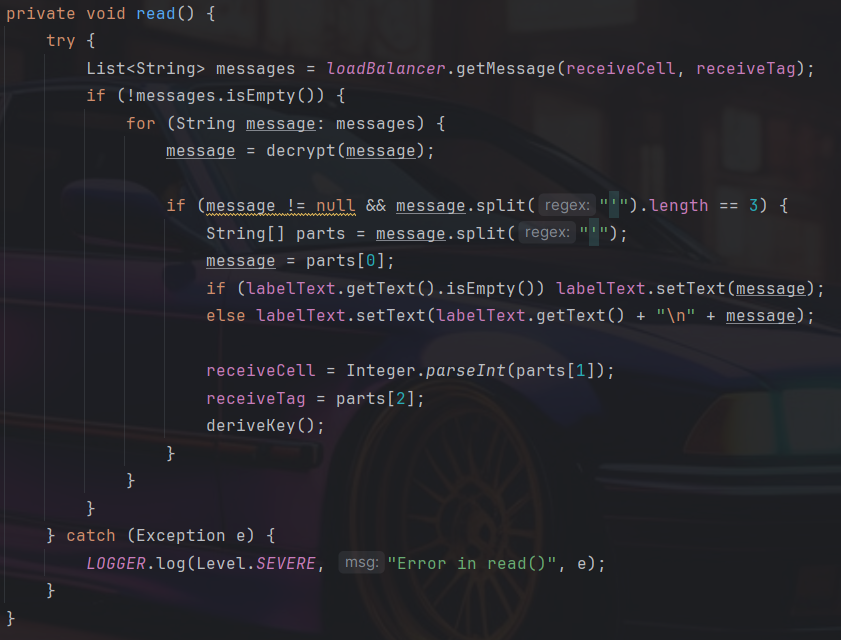 private void read() {
try {
List<String> messages = loadBalancer.getMessage(receiveCell, receiveTag);
if (!messages.isEmpty()) {
for (String message: messages) {
message = decrypt(message);
if (message != null && message.split( regex: "'").length == 3) {
String[] parts = message.split( regex: "'");
message = parts[0];
if (labelText.getText().isEmpty()) labelText.setText(message);
else labelText.setText(labelText.getText() + "\n" + message);
receiveCell = Integer.parseInt(parts[1]);
receiveTag = parts[2];
deriveKey();
}
}
}
} catch (Exception e) {
LOGGER.log(Level.SEVERE, msg: "Error in read()", e);
}
}